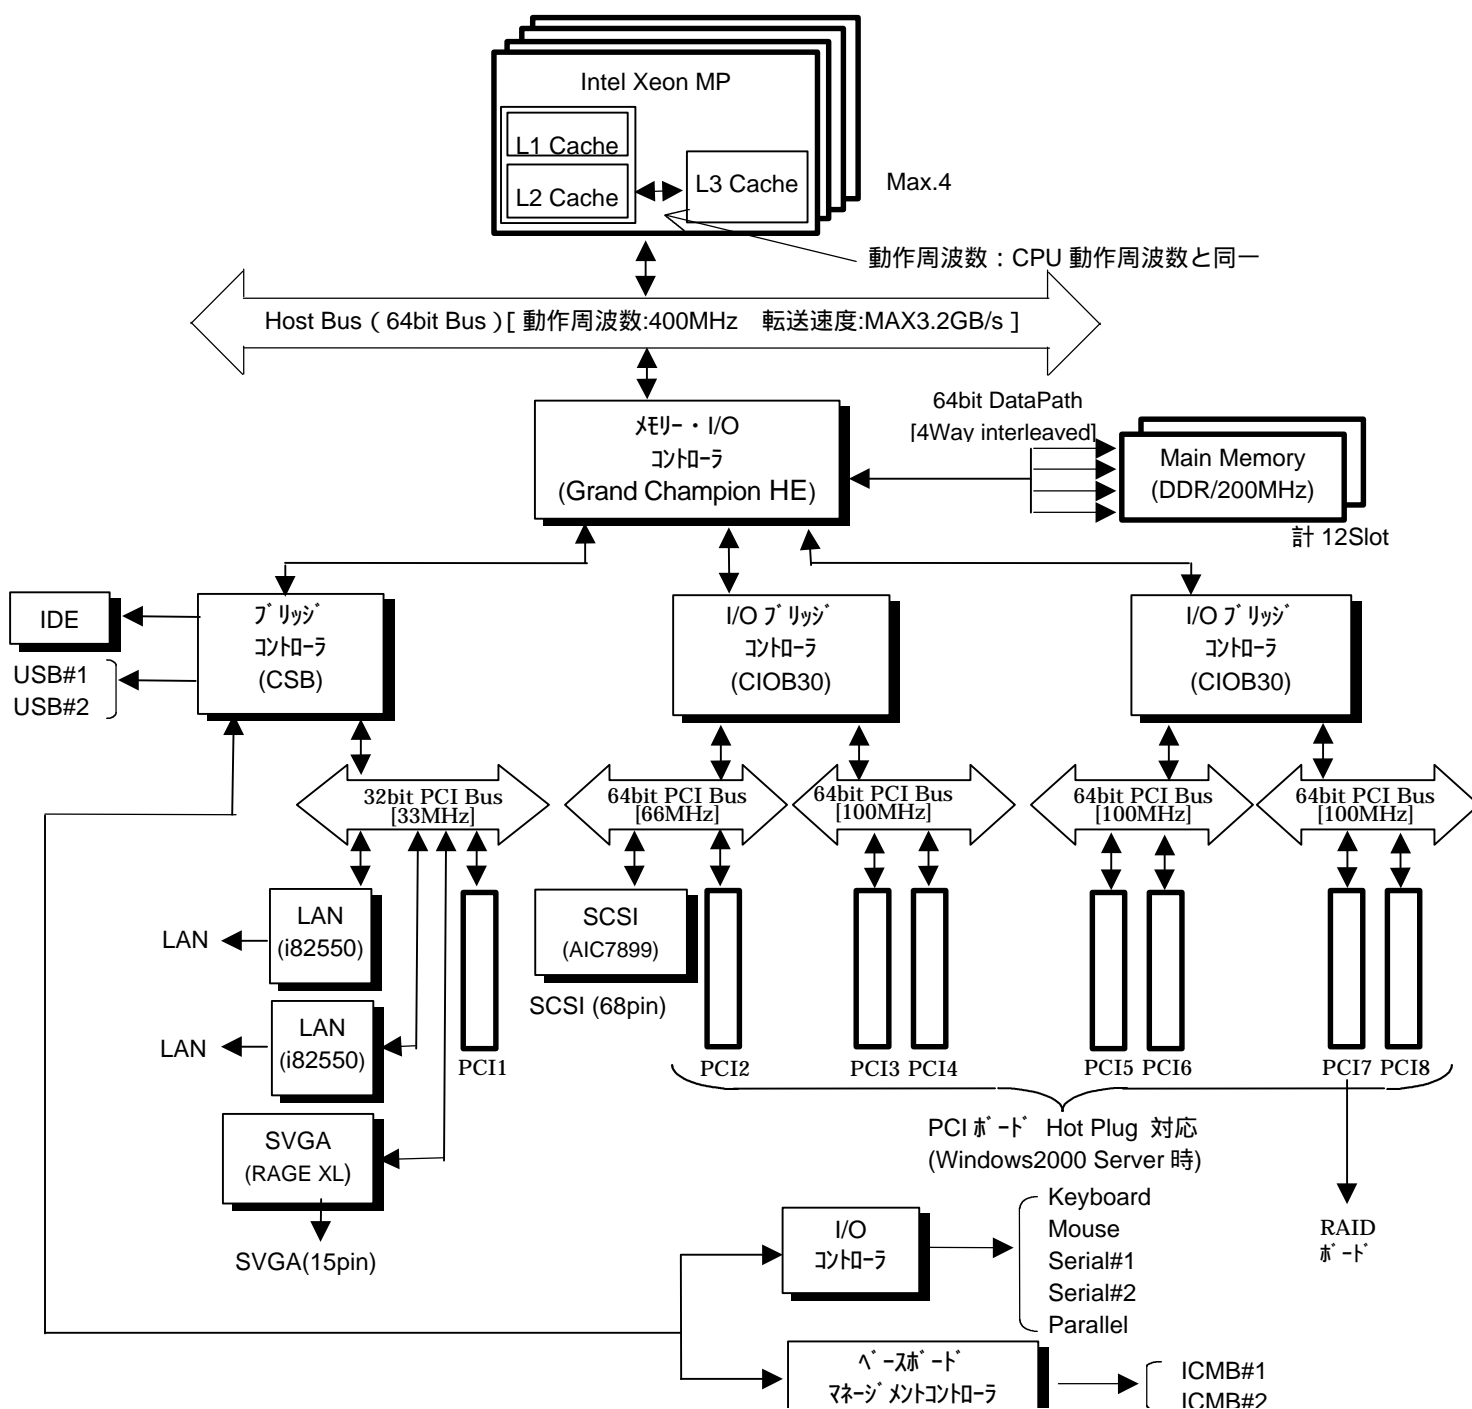 Intel Xeon MP
L1 Cache
L2 Cache
L3 Cache
Max.4
動作周波数：CPU 動作周波数と同一
Host Bus（64bit Bus）[ 動作周波数:400MHz　転送速度:MAX3.2GB/s ]
ﾒﾓﾘｰ・I/O
ｺﾝﾄﾛｰﾗ
(Grand Champion HE)
64bit DataPath
[4Way interleaved]
Main Memory
(DDR/200MHz)
計 12Slot
IDE
USB#1
USB#2
ﾌﾞﾘｯｼﾞ
ｺﾝﾄﾛｰﾗ
(CSB)
I/O ﾌﾞﾘｯｼﾞ
ｺﾝﾄﾛｰﾗ
(CIOB30)
I/O ﾌﾞﾘｯｼﾞ
ｺﾝﾄﾛｰﾗ
(CIOB30)
32bit PCI Bus
[33MHz]
64bit PCI Bus
[66MHz]
64bit PCI Bus
[100MHz]
64bit PCI Bus
[100MHz]
64bit PCI Bus
[100MHz]
LAN
LAN
(i82550)
LAN
LAN
(i82550)
SVGA
(RAGE XL)
SVGA(15pin)
PCI1
SCSI
(AIC7899)
SCSI (68pin)
PCI2
PCI3 PCI4
PCI5 PCI6
PCI7 PCI8
PCI ﾎﾞｰﾄﾞ Hot Plug 対応
(Windows2000 Server 時)
RAID
ﾎﾞｰﾄﾞ
I/O
ｺﾝﾄﾛｰﾗ
Keyboard
Mouse
Serial#1
Serial#2
Parallel
ﾍﾞｰｽﾎﾞｰﾄﾞ
ﾏﾈｰｼﾞﾒﾝﾄｺﾝﾄﾛｰﾗ
ICMB#1
ICMB#2